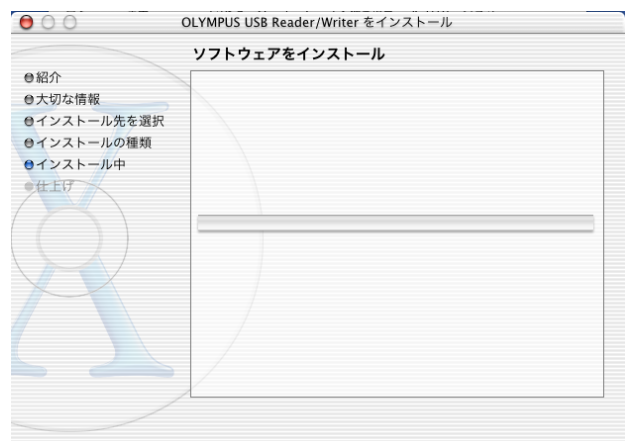 OLYMPUS USB Reader/Writer をインストール
ソフトウェアをインストール
紹介
大切な情報
インストール先を選択
インストールの種類
インストール中
仕上げ